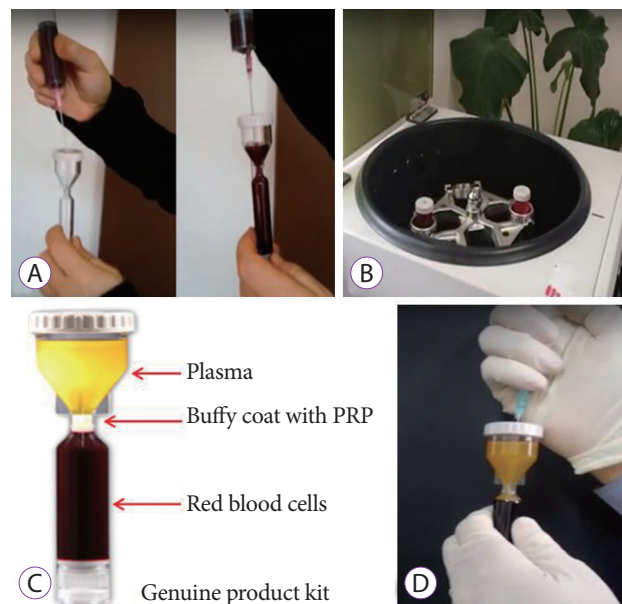 A
B
Plasma
Buffy coat with PRP
Red blood cells
C
Genuine product kit
D